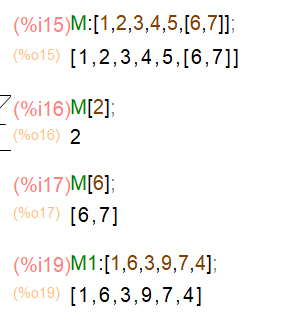 (%i15) M:[1,2,3,4,5,[6,7]];
(%o15) [1,2,3,4,5,[6,7]]
(%i16) M[2];
(%o16) 2
(%i17) M[6];
(%o17) [6,7]
(%i19) M1:[1,6,3,9,7,4];
(%o19) [1,6,3,9,7,4]